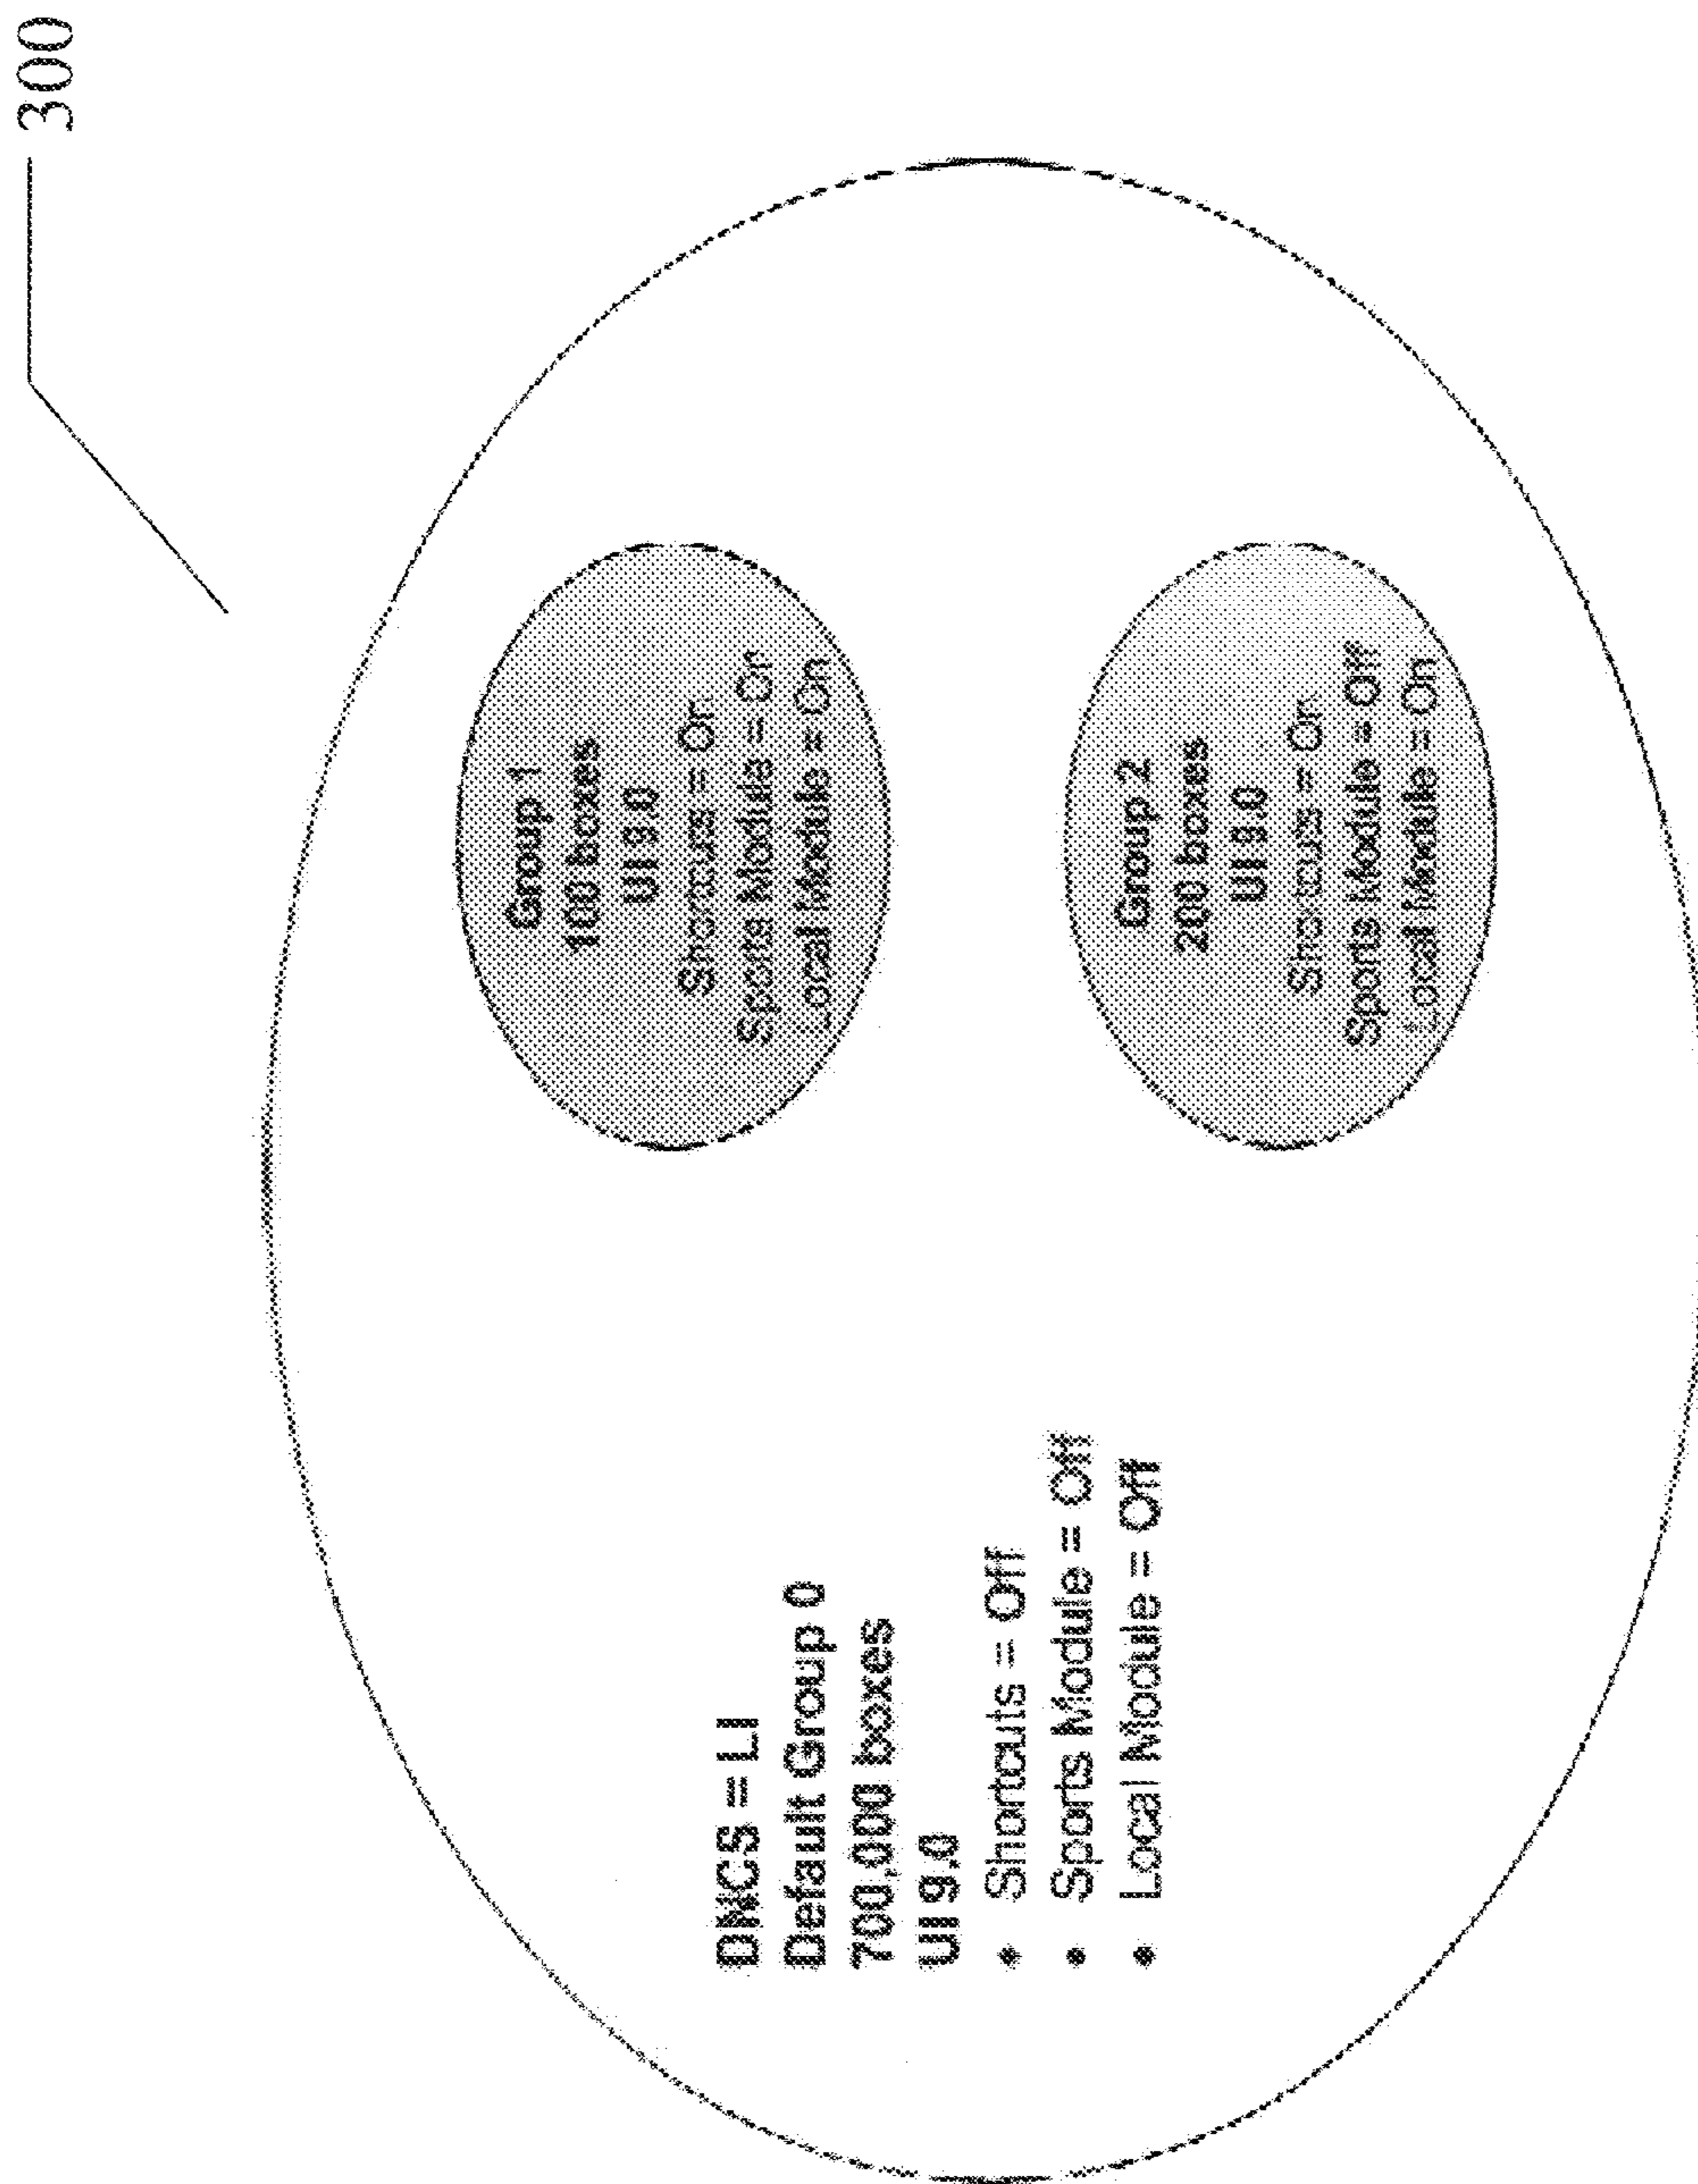 300
DNCS = LI
Default Group 0
700,000 boxes
UI 9.0
• Shortcuts = Off
• Sports Module = Off
• Local Module = Off
Group 1
100 boxes
UI 9.0
Shortcuts = On
Sports Module = On
Local Module = On
Group 2
200 boxes
UI 9.0
Shortcuts = On
Sports Module = Off
Local Module = On